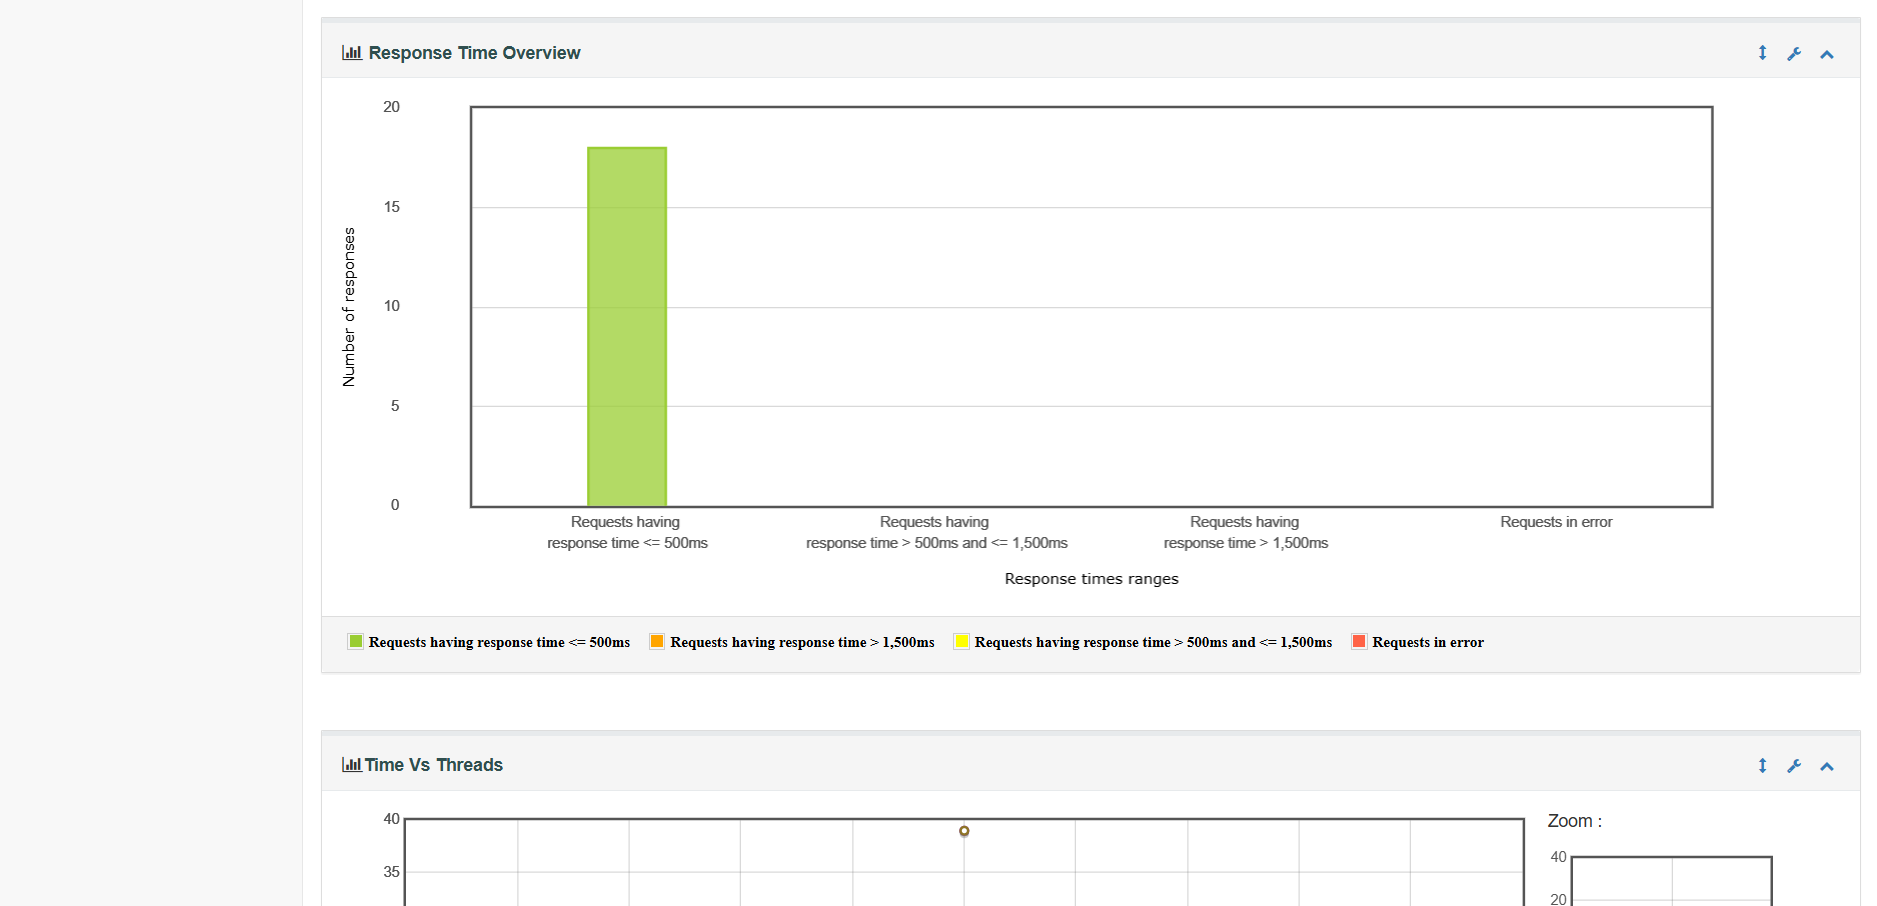 Response Time Overview
20
15
10
5
0
Number of responses
Requests having
response time <= 500ms
Requests having
response time > 500ms and <= 1,500ms
Requests having
response time > 1,500ms
Requests in error
Response times ranges
Requests having response time <= 500ms
Requests having response time > 1,500ms
Requests having response time > 500ms and <= 1,500ms
Requests in error
Time Vs Threads
40
35
Zoom :
40
20